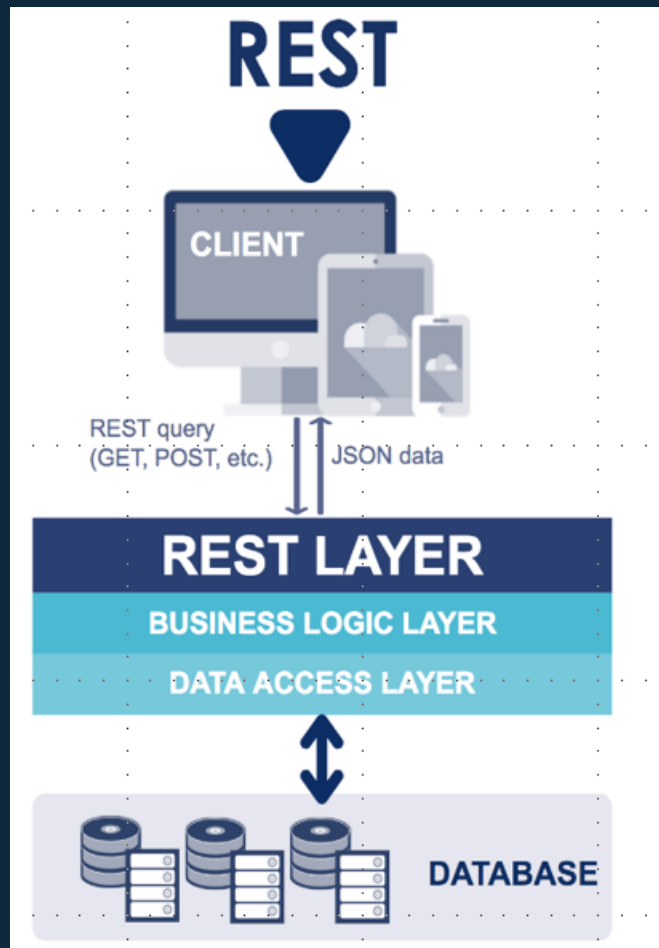 REST
CLIENT
REST query
(GET, POST, etc.)
JSON data
REST LAYER
BUSINESS LOGIC LAYER
DATA ACCESS LAYER
DATABASE